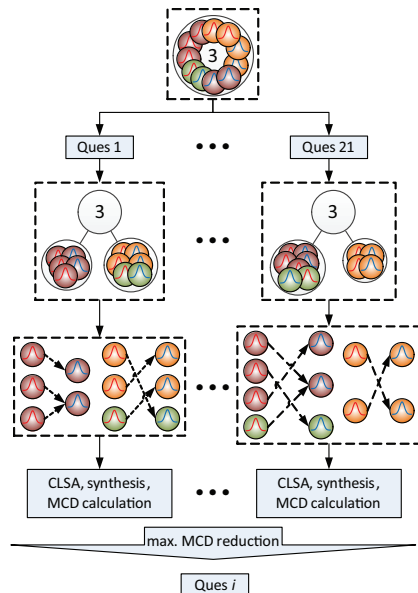 3
Ques 1
• • •
Ques 21
3
• • •
3
• • •
CLSA, synthesis,
MCD calculation
• • •
CLSA, synthesis,
MCD calculation
max. MCD reduction
Ques i